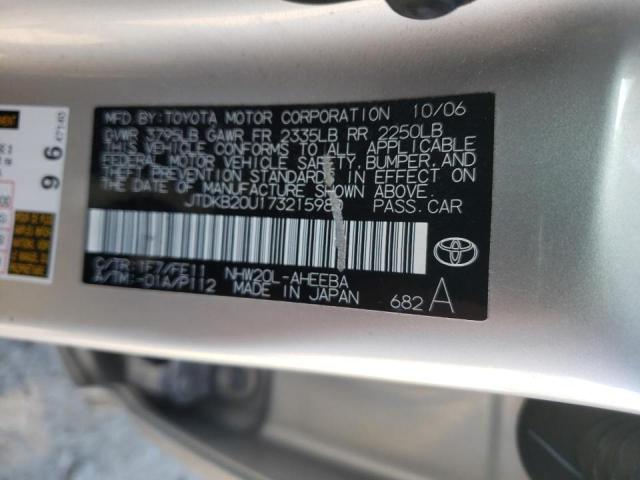 MFD. BY:TOYOTA MOTOR CORPORATION 10/06
GVWR 3795LB GAWR FR 2335LB RR 2250LB
THIS VEHICLE CONFORMS TO ALL APPLICABLE
FEDERAL MOTOR VEHICLE SAFETY, BUMPER, AND
THEFT PREVENTION STANDARDS IN EFFECT ON
THE DATE OF MANUFACTURE SHOWN ABOVE.
PASS.CAR
C/TR:1F7/FE11 NHW20L-AHEEBA
A/TM:-01A/P112 MADE IN JAPAN
682 A
96